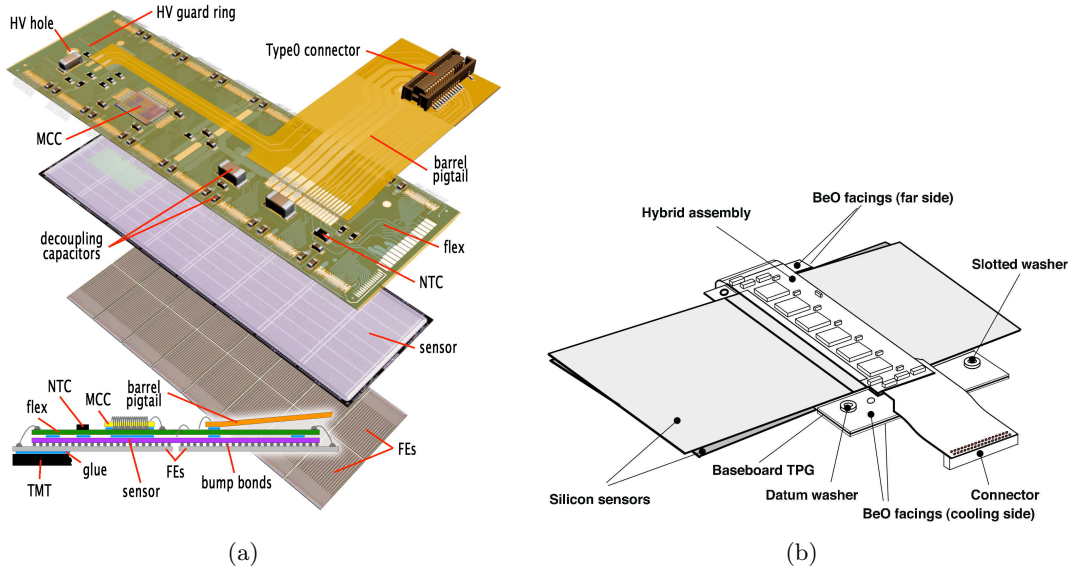 HV guard ring
HV hole
Type0 connector
MCC
barrel
pigtail
decoupling
capacitors
flex
NTC
sensor
barrel
pigtail
NTC
MCC
flex
FEs
glue
FEs
TMT
sensor
bump bonds
(a)
BeO facings (far side)
Hybrid assembly
Slotted washer
Baseboard TPG
Silicon sensors
Datum washer
Connector
BeO facings (cooling side)
(b)